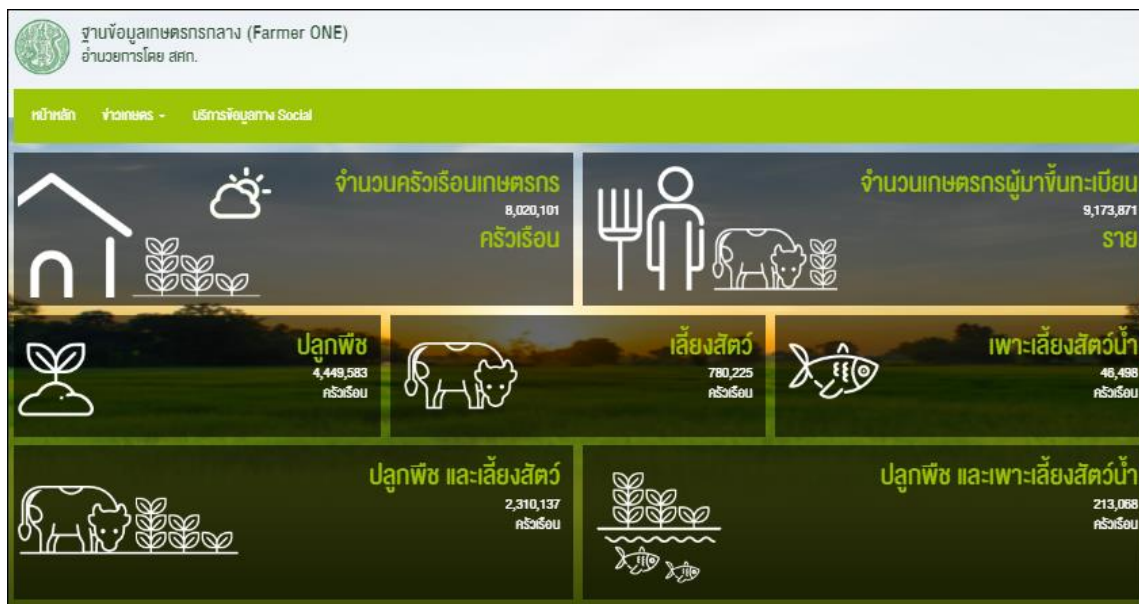 ฐานข้อมูลเกษตรกรกลาง (Farmer ONE)
อำนวยการโดย สศก.
หน้าหลัก ข่าวเกษตร บริการข้อมูลทาง Social
จำนวนครัวเรือนเกษตรกร
8,020,101
ครัวเรือน
จำนวนเกษตรกรผู้มาขึ้นทะเบียน
9,173,871
ราย
ปลูกพืช
4,449,583
ครัวเรือน
เลี้ยงสัตว์
780,225
ครัวเรือน
เพาะเลี้ยงสัตว์น้ำ
46,498
ครัวเรือน
ปลูกพืช และเลี้ยงสัตว์
2,310,137
ครัวเรือน
ปลูกพืช และเพาะเลี้ยงสัตว์น้ำ
213,068
ครัวเรือน